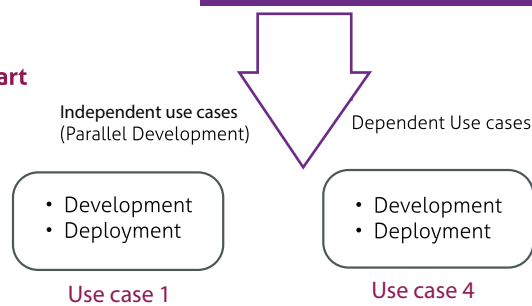 art
Independent use cases
(Parallel Development)
Dependent Use cases
• Development
• Deployment
Use case 1
• Development
• Deployment
Use case 4